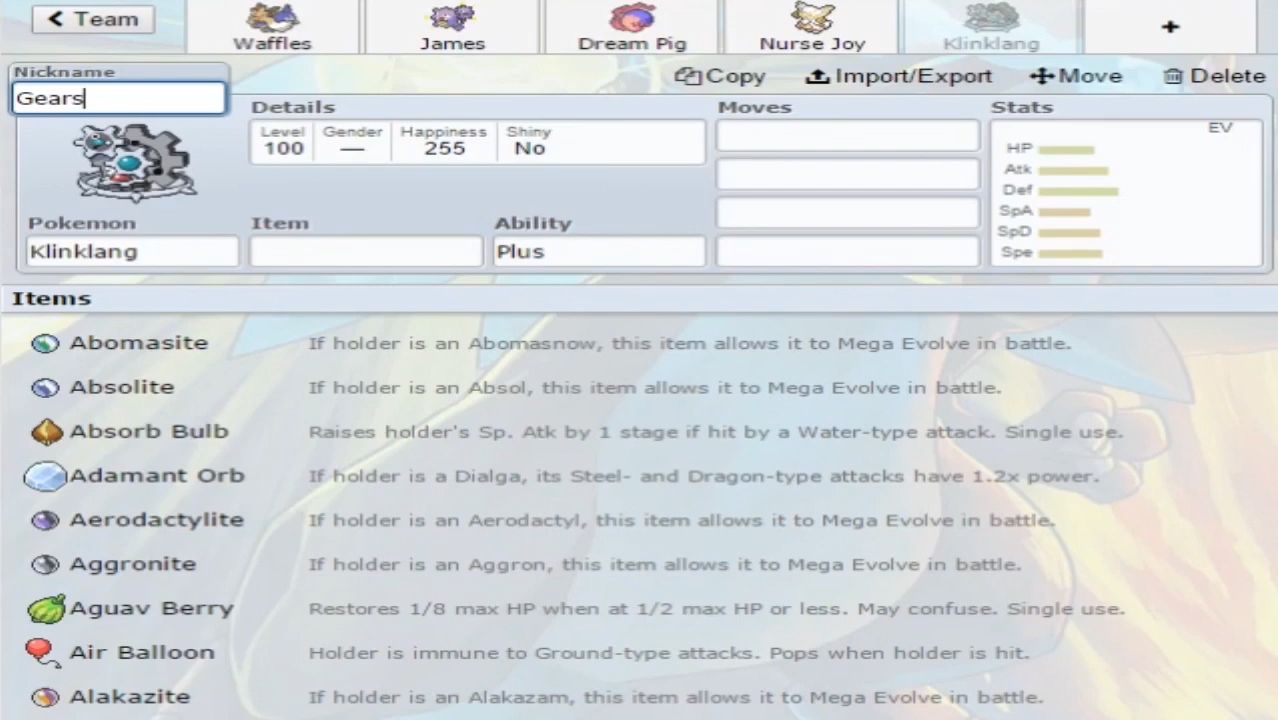 Team
Waffles
James
Dream Pig
Nurse Joy
Klinklang
+
Nickname
Gears
Copy
Import/Export
Move
Delete
Details
Moves
Stats
Level
Gender
Happiness
Shiny
100
—
255
No
EV
HP
Atk
Def
SpA
SpD
Spe
Pokemon
Item
Ability
Klinklang
Plus
Items
Abomasite If holder is an Abomasnow, this item allows it to Mega Evolve in battle.
Absolite If holder is an Absol, this item allows it to Mega Evolve in battle.
Absorb Bulb Raises holder's Sp. Atk by 1 stage if hit by a Water-type attack. Single use.
Adamant Orb If holder is a Dialga, its Steel- and Dragon-type attacks have 1.2x power.
Aerodactylite If holder is an Aerodactyl, this item allows it to Mega Evolve in battle.
Aggronite If holder is an Aggron, this item allows it to Mega Evolve in battle.
Aguav Berry Restores 1/8 max HP when at 1/2 max HP or less. May confuse. Single use.
Air Balloon Holder is immune to Ground-type attacks. Pops when holder is hit.
Alakazite If holder is an Alakazam, this item allows it to Mega Evolve in battle.